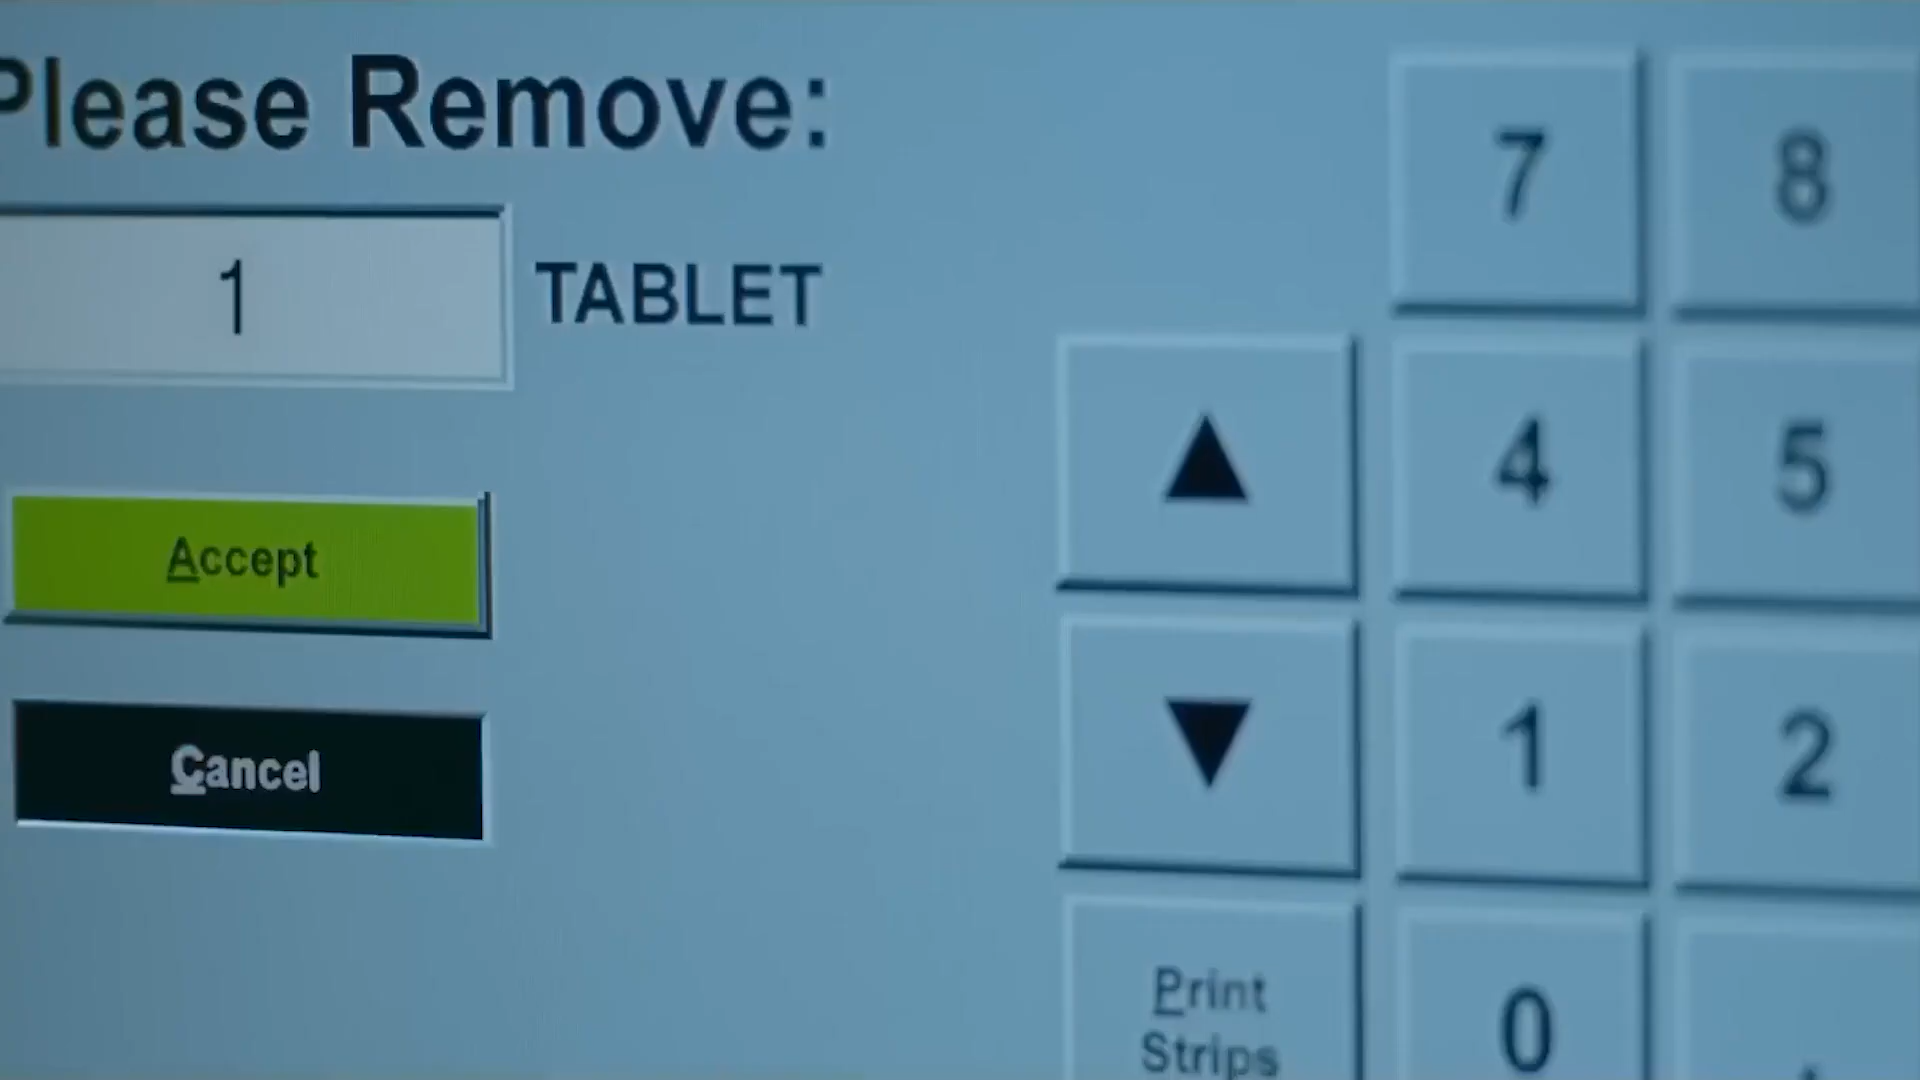 Please Remove:
7 8
1 TABLET
4 5
Accept
1 2
Cancel
Print
Strips
0